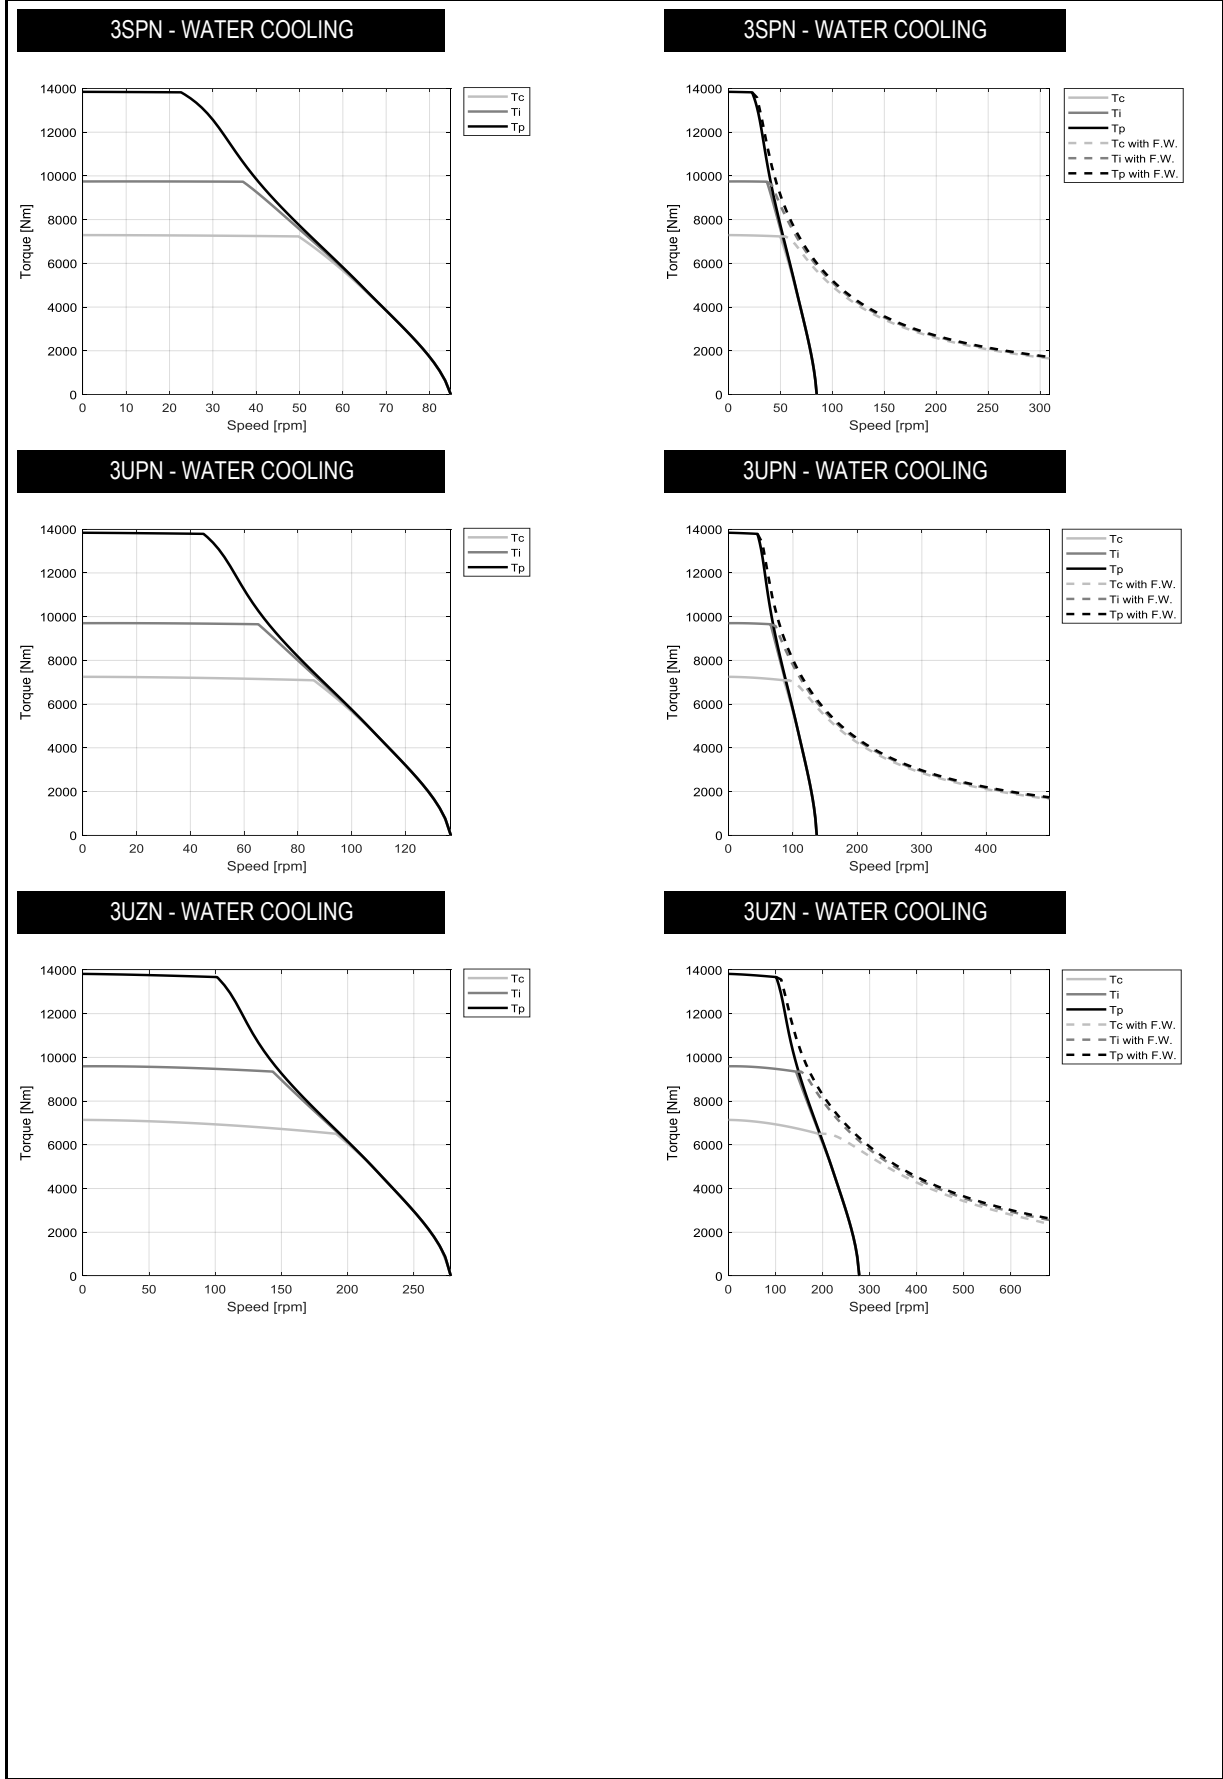 3SPN - WATER COOLING
Torque [Nm]
14000
12000
10000
8000
6000
4000
2000
0
0 10 20 30 40 50 60 70 80
Speed [rpm]
Tc
Ti
Tp
3SPN - WATER COOLING
Torque [Nm]
14000
12000
10000
8000
6000
4000
2000
0
0 50 100 150 200 250 300
Speed [rpm]
Tc
Ti
Tp
Tc with F.W.
Ti with F.W.
Tp with F.W.
3UPN - WATER COOLING
Torque [Nm]
14000
12000
10000
8000
6000
4000
2000
0
0 20 40 60 80 100 120
Speed [rpm]
Tc
Ti
Tp
3UPN - WATER COOLING
Torque [Nm]
14000
12000
10000
8000
6000
4000
2000
0
0 100 200 300 400
Speed [rpm]
Tc
Ti
Tp
Tc with F.W.
Ti with F.W.
Tp with F.W.
3UZN - WATER COOLING
Torque [Nm]
14000
12000
10000
8000
6000
4000
2000
0
0 50 100 150 200 250
Speed [rpm]
Tc
Ti
Tp
3UZN - WATER COOLING
Torque [Nm]
14000
12000
10000
8000
6000
4000
2000
0
0 100 200 300 400 500 600
Speed [rpm]
Tc
Ti
Tp
Tc with F.W.
Ti with F.W.
Tp with F.W.